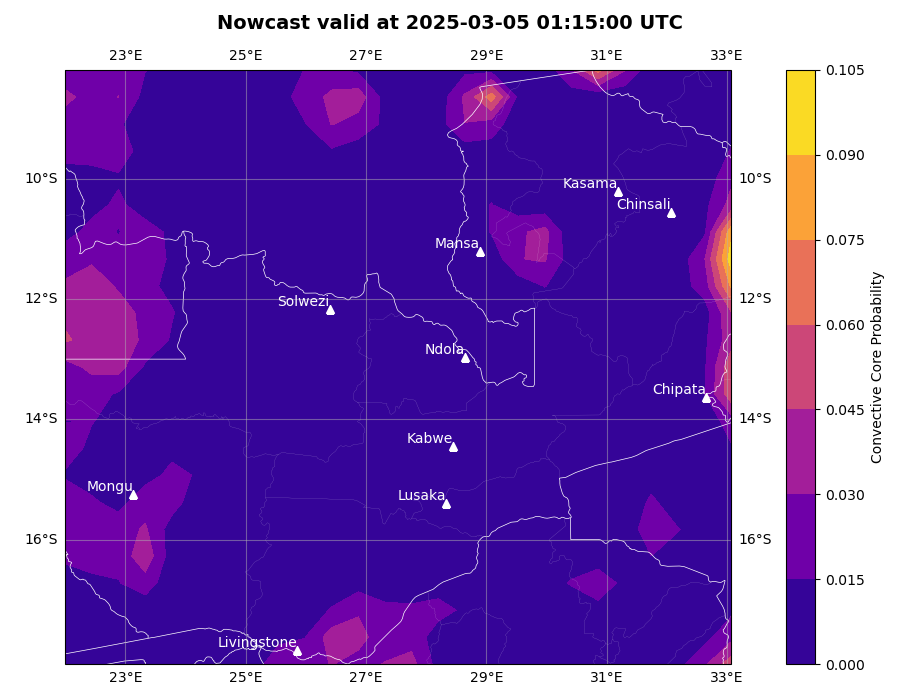 Nowcast valid at 2025-03-05 01:15:00 UTC
23°E 25°E 27°E 29°E 31°E 33°E
0.105
0.090
10°S 10°S
Kasama
Chinsali
Mansa
0.075
12°S 12°S
Solwezi
0.060
Ndola
Chipata
0.045
14°S 14°S
Kabwe
Mongu
Lusaka
0.030
16°S 16°S
0.015
Livingstone
0.000
23°E 25°E 27°E 29°E 31°E 33°E
Convective Core Probability